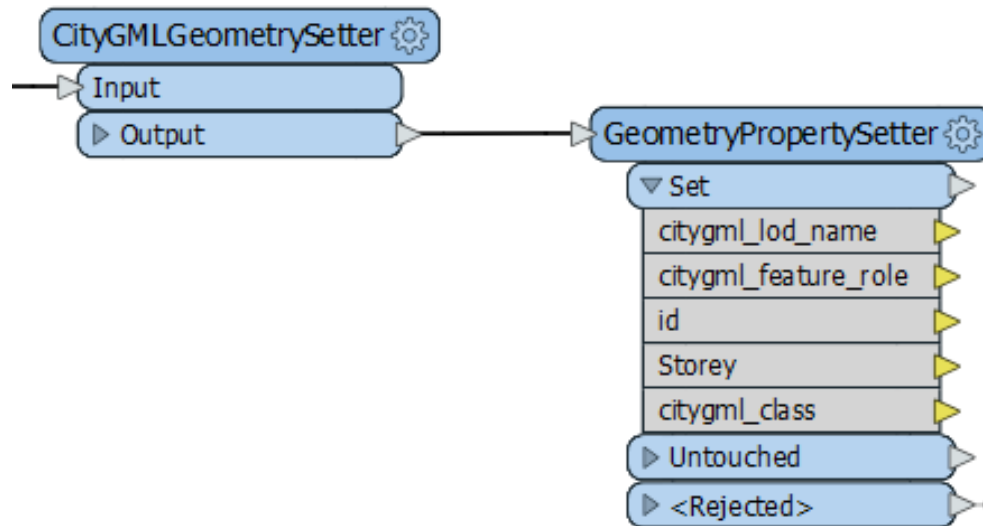 CityGMLGeometrySetter
Input
Output
GeometryPropertySetter
Set
citygml_lod_name
citygml_feature_role
id
Storey
citygml_class
Untouched
<Rejected>